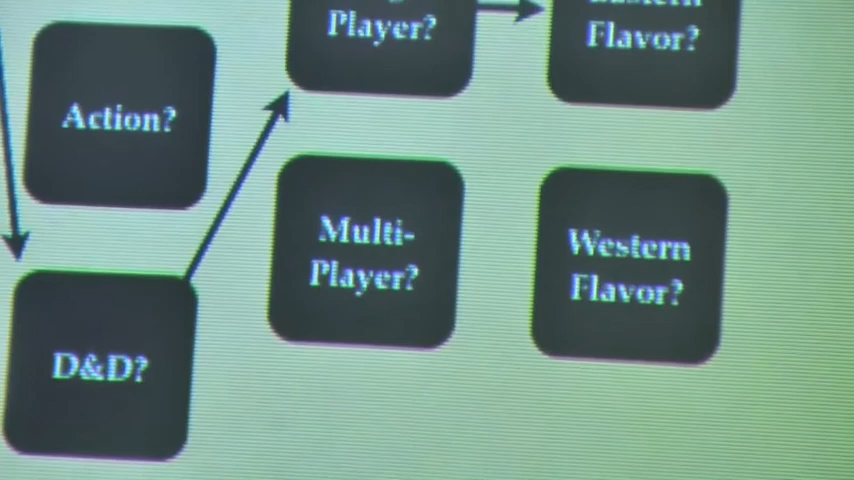 Player?
Flavor?
Action?
Multi-
Player?
Western
Flavor?
D&D?